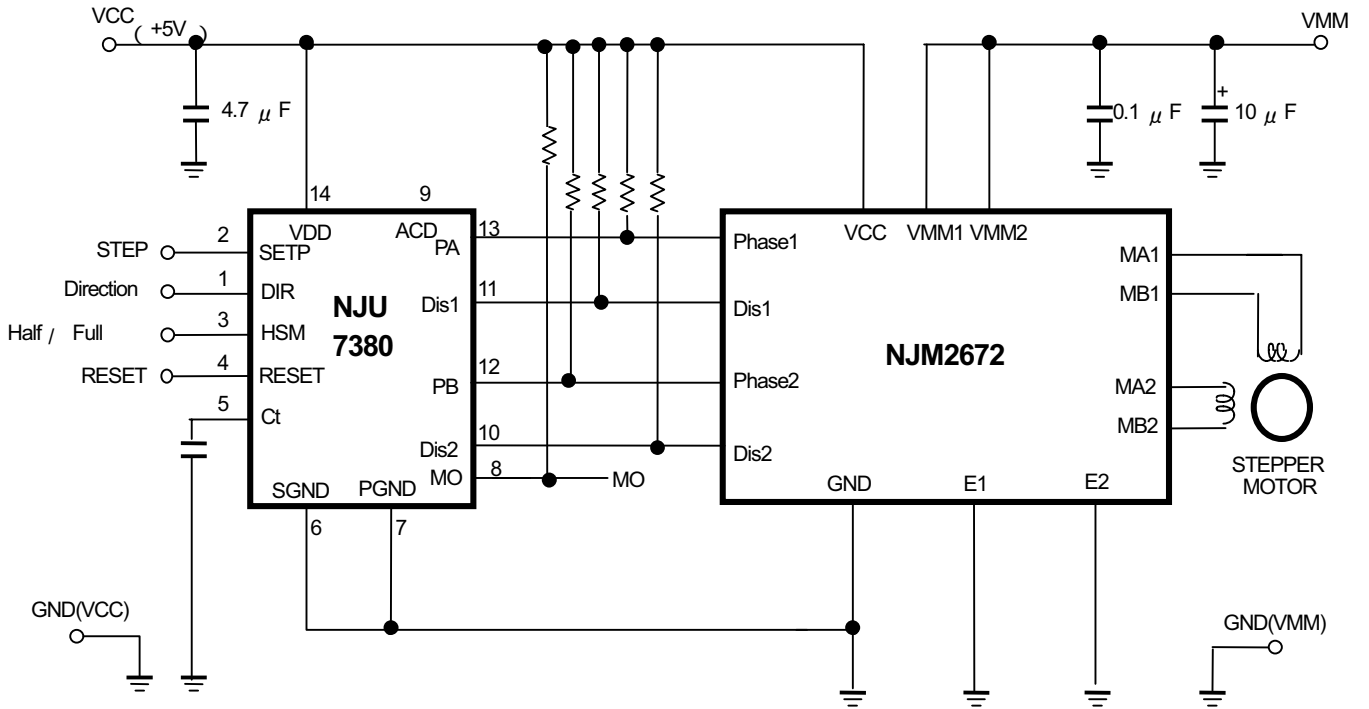 VCC ( +5V )
VMM
4.7 μ F
0.1 μ F
+
10 μ F
14
9
VDD
ACD
VCC
VMM1
VMM2
STEP
2
SETP
PA
13
Phase1
MA1
Direction
1
DIR
NJU
7380
Dis1
11
Dis1
MB1
Half / Full
3
HSM
NJM2672
RESET
4
RESET
PB
12
Phase2
MA2
5
Ct
Dis2
10
Dis2
MB2
MO
8
MO
STEPPER
MOTOR
SGND
PGND
GND
E1
E2
6
7
GND(VCC)
GND(VMM)